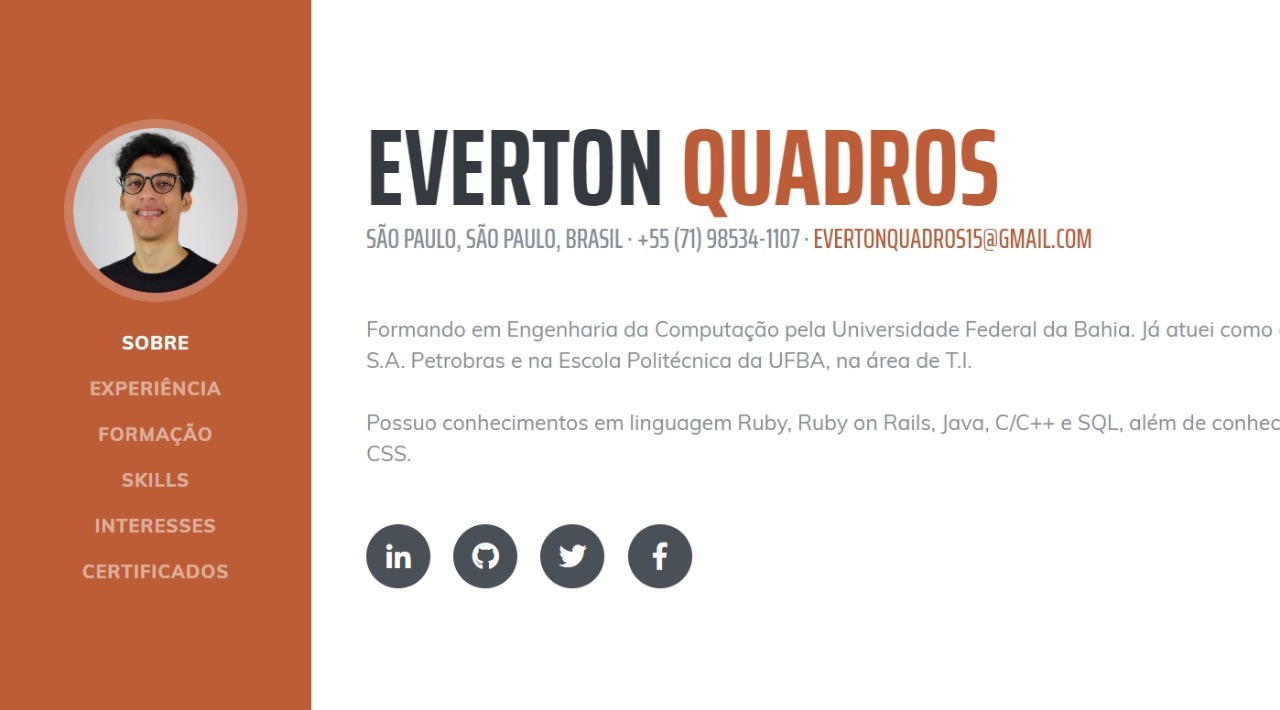 SOBRE
EXPERIÊNCIA
FORMAÇÃO
SKILLS
INTERESSES
CERTIFICADOS
EVERTON QUADROS
SÃO PAULO, SÃO PAULO, BRASIL · +55 (71) 98534-1107 · EVERTONQUADROS15@GMAIL.COM
Formando em Engenharia da Computação pela Universidade Federal da Bahia. Já atuei como
S.A. Petrobras e na Escola Politécnica da UFBA, na área de T.I.
Possuo conhecimentos em linguagem Ruby, Ruby on Rails, Java, C/C++ e SQL, além de conhec
CSS.
in
f